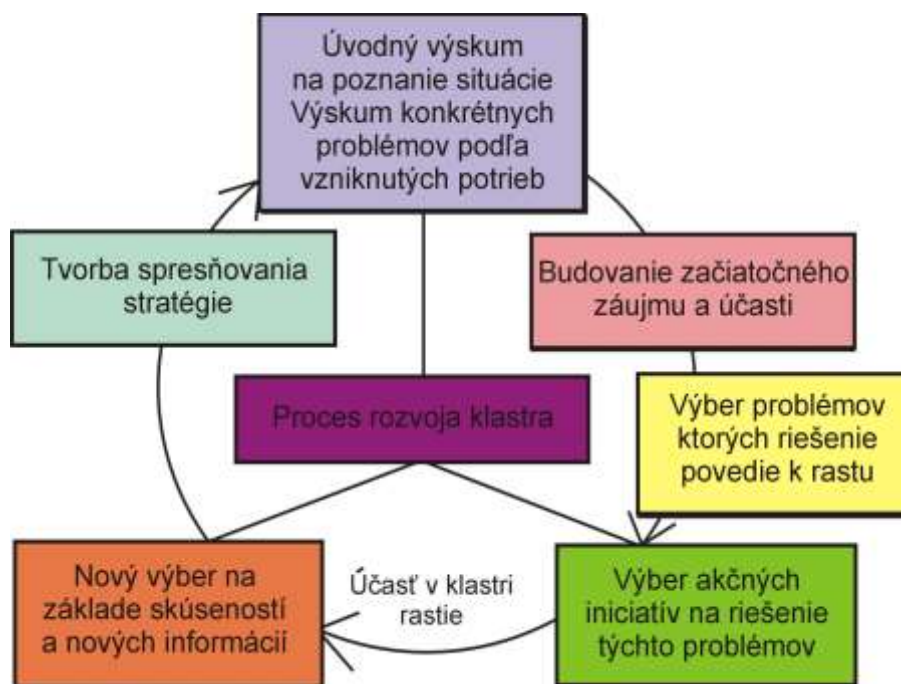 Úvodný výskum
na poznanie situácie
Výskum konkrétnych
problémov podľa
vzniknutých potrieb
Tvorba spresňovania
stratégie
Budovanie začiatočného
záujmu a účasti
Proces rozvoja klastra
Výber problémov
ktorých riešenie
povedie k rastu
Nový výber na
základe skúseností
a nových informácií
Účasť v klastri
rastie
Výber akčných
iniciatív na riešenie
týchto problémov